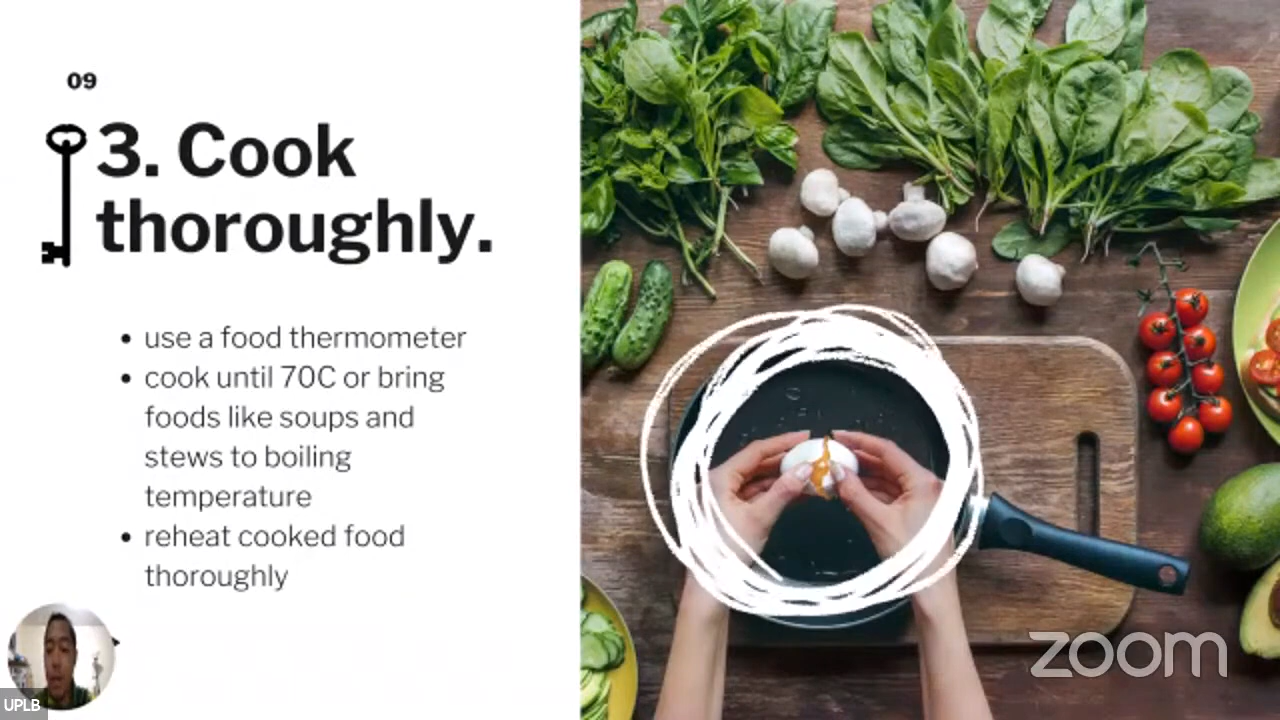 09
3. Cook
thoroughly.
• use a food thermometer
• cook until 70C or bring
foods like soups and
stews to boiling
temperature
• reheat cooked food
thoroughly
UPLB
zoom